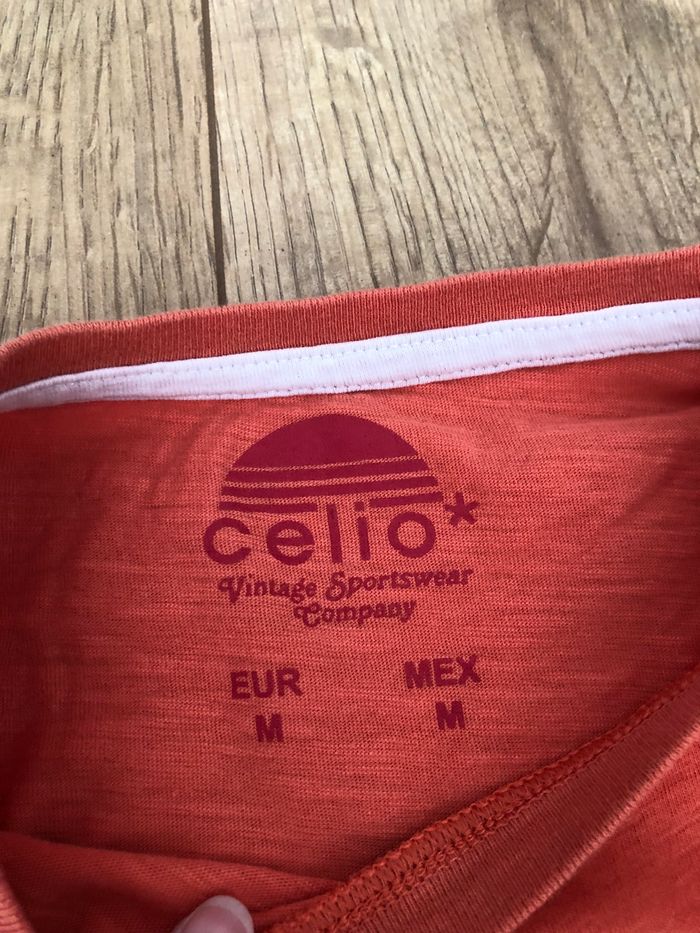 celio*
Vintage Sportswear
Company
EUR MEX
M M